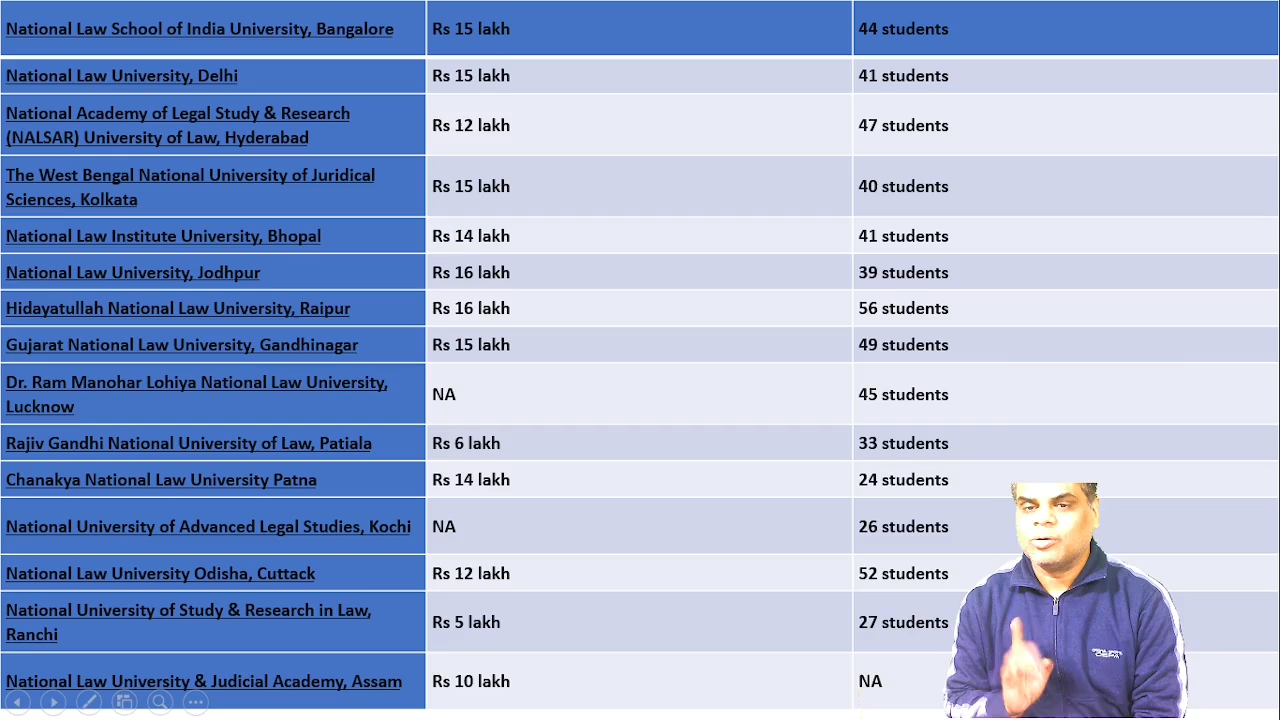 National Law School of India University, Bangalore Rs 15 lakh 44 students
National Law University, Delhi Rs 15 lakh 41 students
National Academy of Legal Study & Research
(NALSAR) University of Law, Hyderabad Rs 12 lakh 47 students
The West Bengal National University of Juridical
Sciences, Kolkata Rs 15 lakh 40 students
National Law Institute University, Bhopal Rs 14 lakh 41 students
National Law University, Jodhpur Rs 16 lakh 39 students
Hidayatullah National Law University, Raipur Rs 16 lakh 56 students
Gujarat National Law University, Gandhinagar Rs 15 lakh 49 students
Dr. Ram Manohar Lohiya National Law University,
Lucknow NA 45 students
Rajiv Gandhi National University of Law, Patiala Rs 6 lakh 33 students
Chanakya National Law University Patna Rs 14 lakh 24 students
National University of Advanced Legal Studies, Kochi NA 26 students
National Law University Odisha, Cuttack Rs 12 lakh 52 students
National University of Study & Research in Law,
Ranchi Rs 5 lakh 27 students
National Law University & Judicial Academy, Assam Rs 10 lakh NA